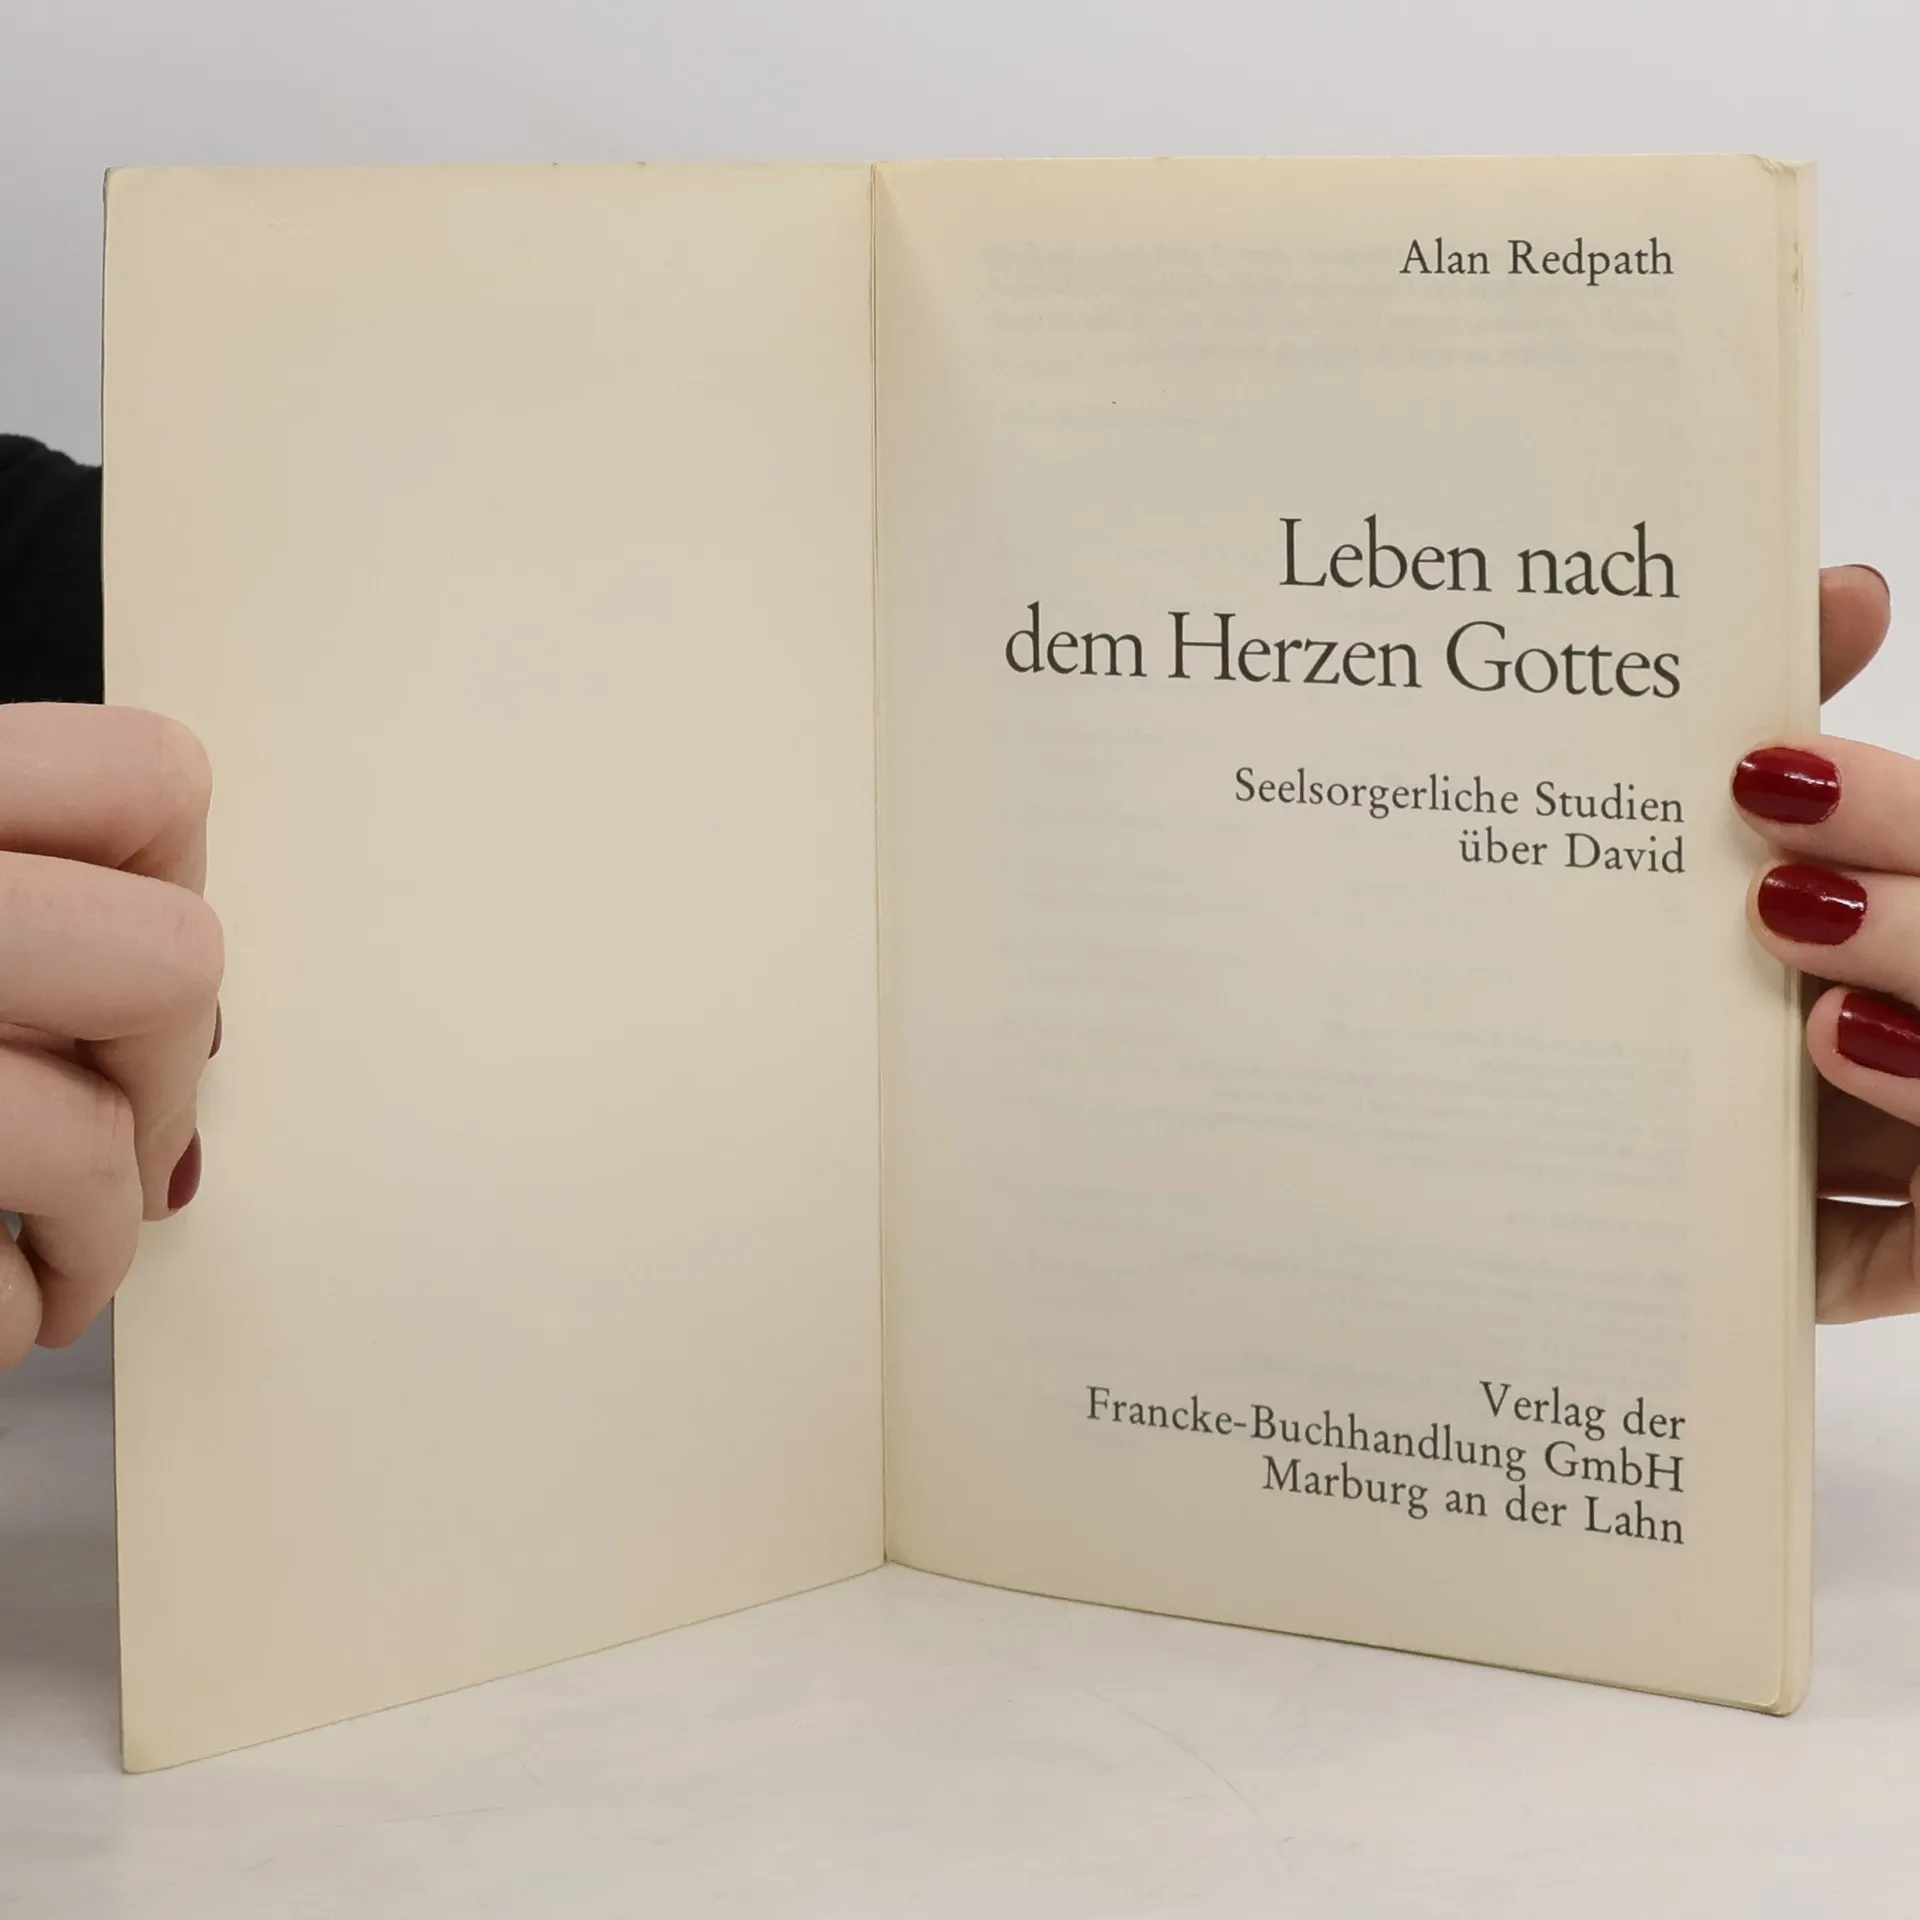 Alan Redpath
Leben nach
dem Herzen Gottes
Seelsorgerliche Studien
über David
Verlag der
Francke-Buchhandlung GmbH
Marburg an der Lahn